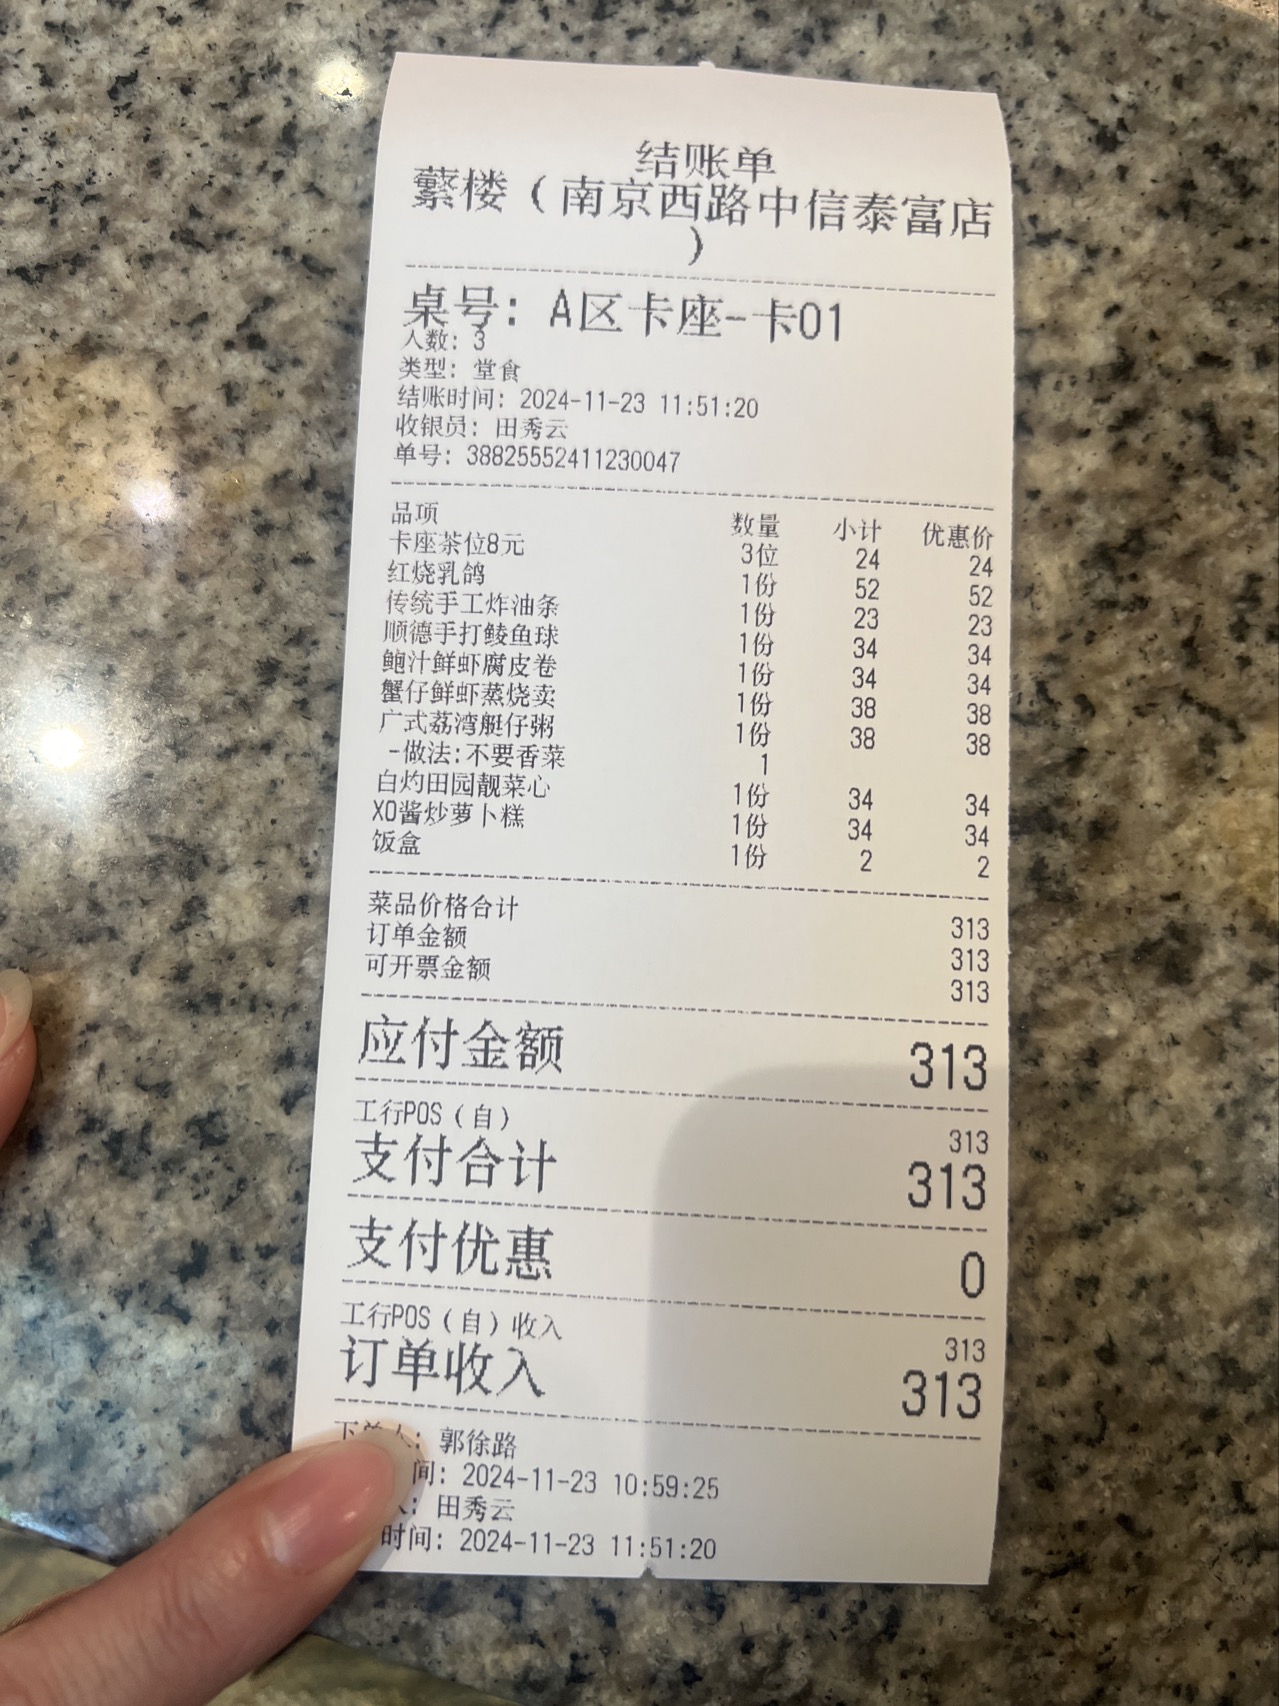 结账单
蘩楼（南京西路中信泰富店
）
桌号: A区卡座-卡01
人数: 3
类型: 堂食
结账时间: 2024-11-23 11:51:20
收银员: 田秀云
单号: 38825552411230047
品项 数量 小计 优惠价
卡座茶位8元 3位 24 24
红烧乳鸽 1份 52 52
传统手工炸油条 1份 23 23
顺德手打鲮鱼球 1份 34 34
鲍汁鲜虾腐皮卷 1份 34 34
蟹仔鲜虾蒸烧卖 1份 38 38
广式荔湾艇仔粥 1份 38 38
-做法:不要香菜 1
白灼田园靓菜心 1份 34 34
XO酱炒萝卜糕 1份 34 34
饭盒 1份 2 2
菜品价格合计 313
订单金额 313
可开票金额 313
应付金额 313
工行POS（自） 313
支付合计 313
支付优惠 0
工行POS（自）收入 313
订单收入 313
下单人: 郭徐路
间: 2024-11-23 10:59:25
人: 田秀云
时间: 2024-11-23 11:51:20